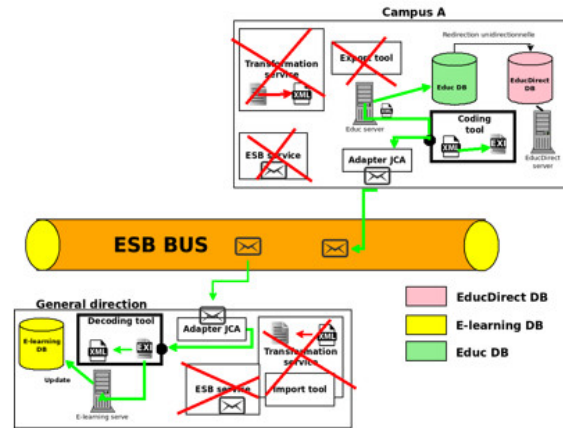 Campus A
Redirection unidirectionnelle
Transformation
service
XML
Export tool
Educ DB
EducDirect
DB
XML
Educ server
Coding
tool
XML
EXI
EducDirect
server
ESB service
Adapter JCA
ESB BUS
General direction
Decoding tool
E-learning
DB
XML
EXI
Update
E-learning serve
Adapter JCA
XML
Transformation
service
ESB service
Import tool
EducDirect DB
E-learning DB
Educ DB